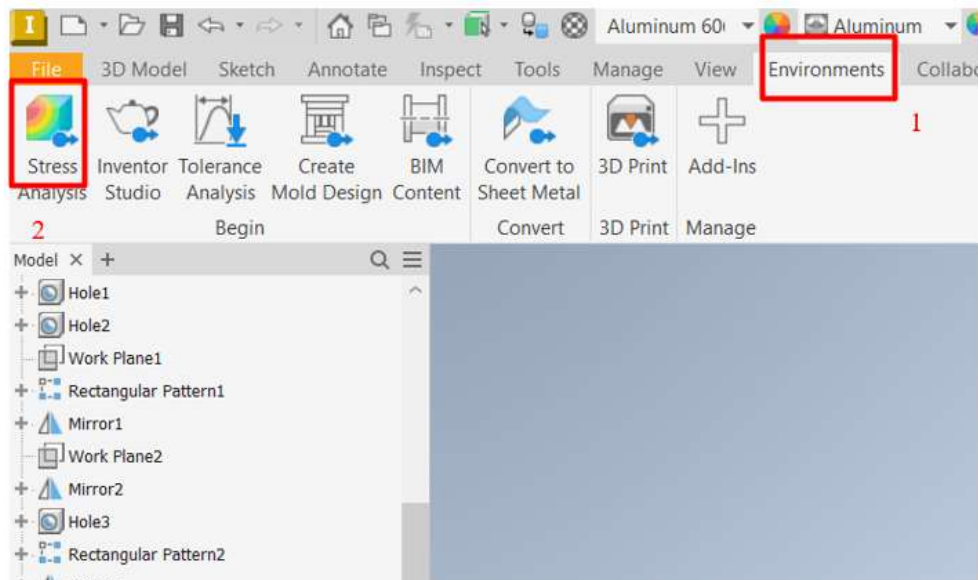 I Aluminum 60 Aluminum
File 3D Model Sketch Annotate Inspect Tools Manage View Environments Collab
1
Stress Inventor Tolerance Create BIM Convert to 3D Print Add-Ins
Analysis Studio Analysis Mold Design Content Sheet Metal
2 Begin Convert 3D Print Manage
Model × +
Hole1
Hole2
Work Plane1
Rectangular Pattern1
Mirror1
Work Plane2
Mirror2
Hole3
Rectangular Pattern2